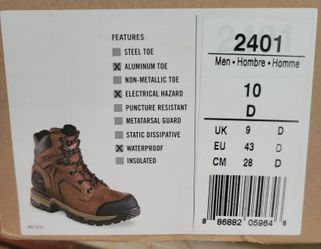 FEATURES
STEEL TOE
ALUMINUM TOE
NON-METALLIC TOE
ELECTRICAL HAZARD
PUNCTURE RESISTANT
METATARSAL GUARD
STATIC DISSIPATIVE
WATERPROOF
INSULATED
2401
Men • Hombre • Homme
10
D
UK 9 D
EU 43 D
CM 28 D
8 86882 05964 6